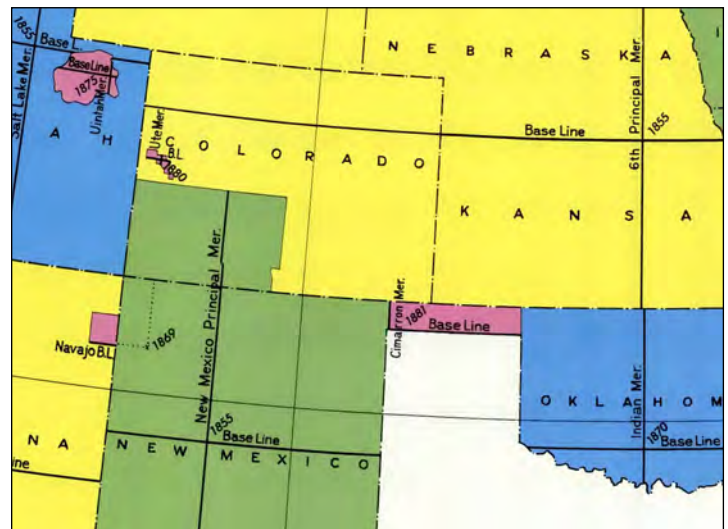 1855
Base L.
Salt Lake Mer.
Base Line
1875
Uintah Mer.
A H
N E B R A S K A
I
6th Principal Mer.
1855
Base Line
Ute Mer.
B.L.
1880
C O L O R A D O
K A N S A
New Mexico Principal Mer.
1855
Base Line
Navajo B.L.
1869
Cimarron Mer.
1881
Base Line
O K L A H O M
Indian Mer.
1870
Base Line
N A
ine
N E W M E X I C O